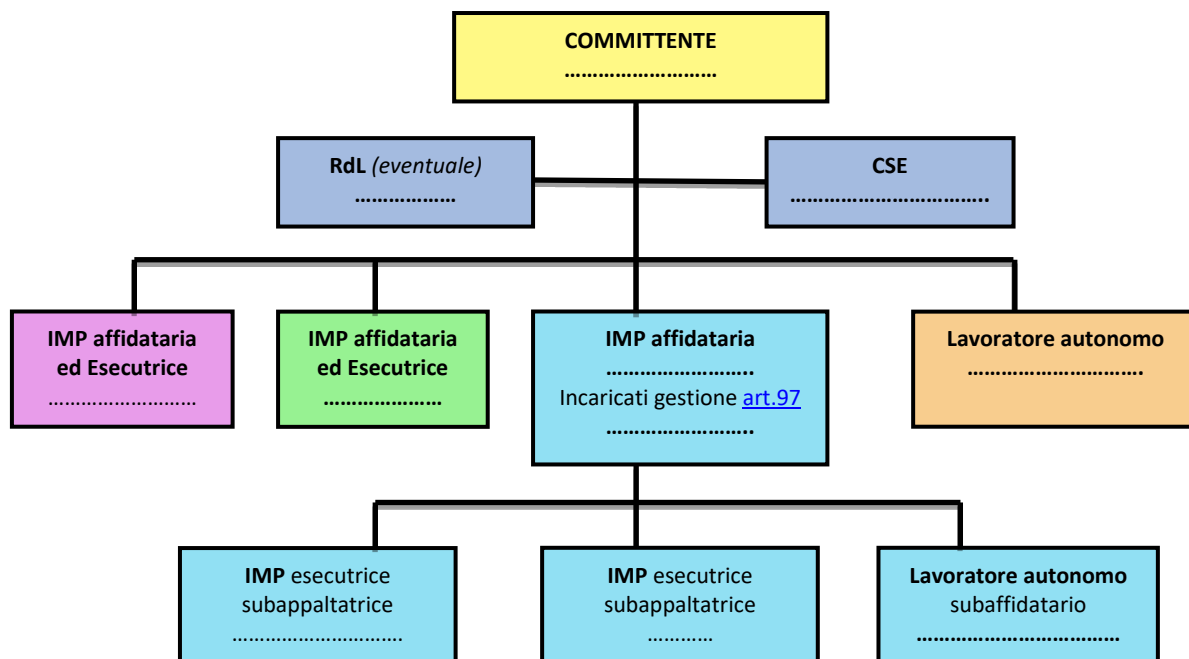 COMMITTENTE
………………………
RdL (eventuale)
………………
CSE
……………………………..
IMP affidataria
ed Esecutrice
…………………………
IMP affidataria
ed Esecutrice
…………………
IMP affidataria
……………………..
Incaricati gestione art.97
……………………..
Lavoratore autonomo
………………………….
IMP esecutrice
subappaltatrice
………………………….
IMP esecutrice
subappaltatrice
…………
Lavoratore autonomo
subaffidatario
………………………………